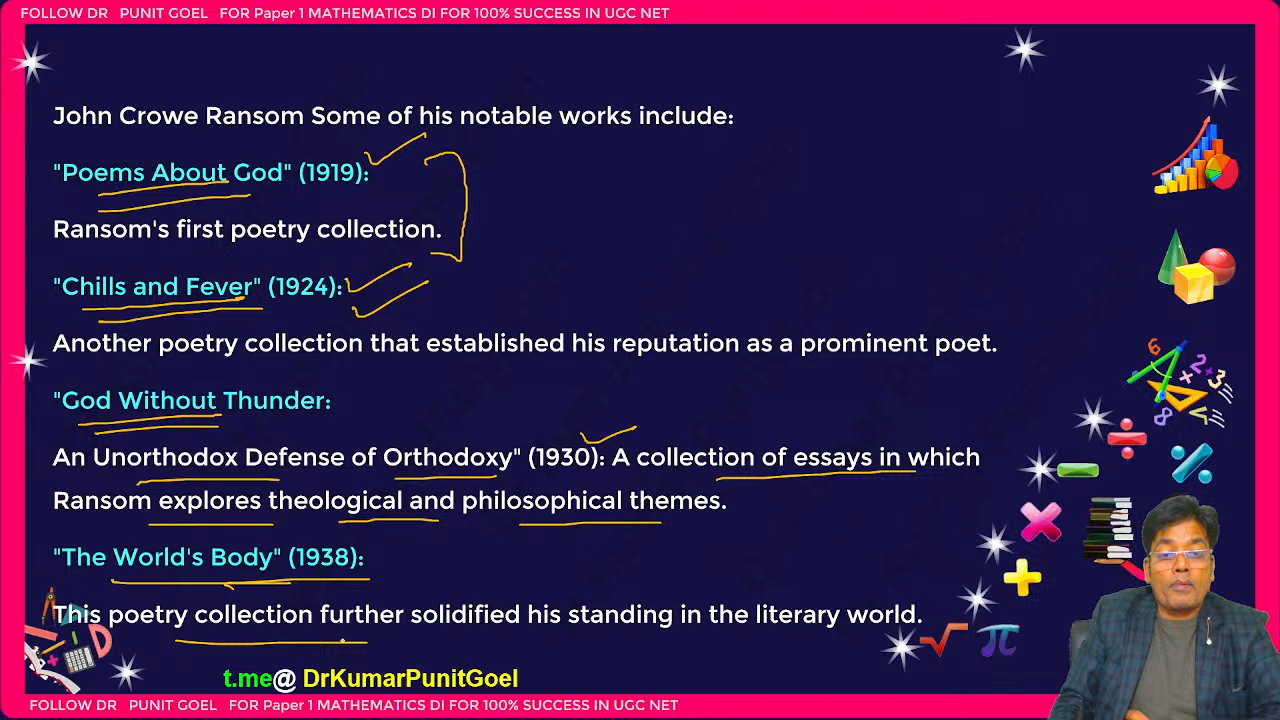 FOLLOW DR PUNIT GOEL FOR Paper 1 MATHEMATICS DI FOR 100% SUCCESS IN UGC NET
John Crowe Ransom Some of his notable works include:
"Poems About God" (1919):
Ransom's first poetry collection.
"Chills and Fever" (1924):
Another poetry collection that established his reputation as a prominent poet.
"God Without Thunder:
An Unorthodox Defense of Orthodoxy" (1930): A collection of essays in which
Ransom explores theological and philosophical themes.
"The World's Body" (1938):
This poetry collection further solidified his standing in the literary world.
t.me@ DrKumarPunitGoel
FOLLOW DR PUNIT GOEL FOR Paper 1 MATHEMATICS DI FOR 100% SUCCESS IN UGC NET